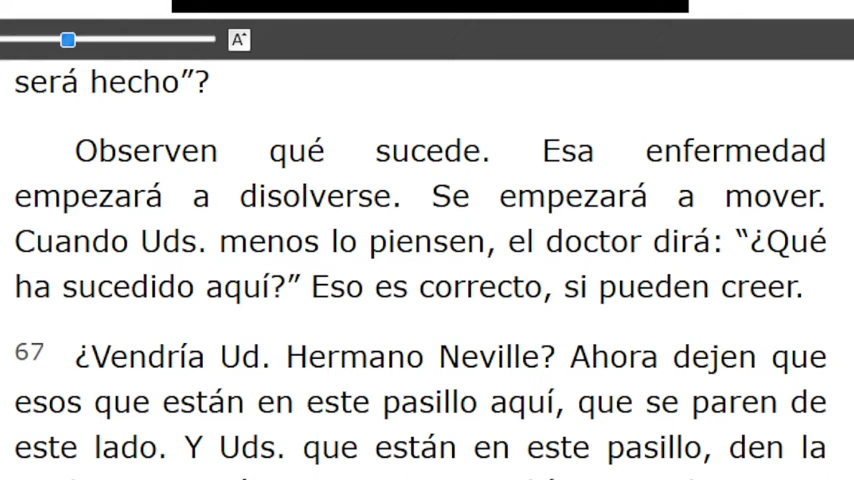 A
será hecho”?
Observen qué sucede. Esa enfermedad
empezará a disolverse. Se empezará a mover.
Cuando Uds. menos lo piensen, el doctor dirá: “¿Qué
ha sucedido aquí?” Eso es correcto, si pueden creer.
67 ¿Vendría Ud. Hermano Neville? Ahora dejen que
esos que están en este pasillo aquí, que se paren de
este lado. Y Uds. que están en este pasillo, den la